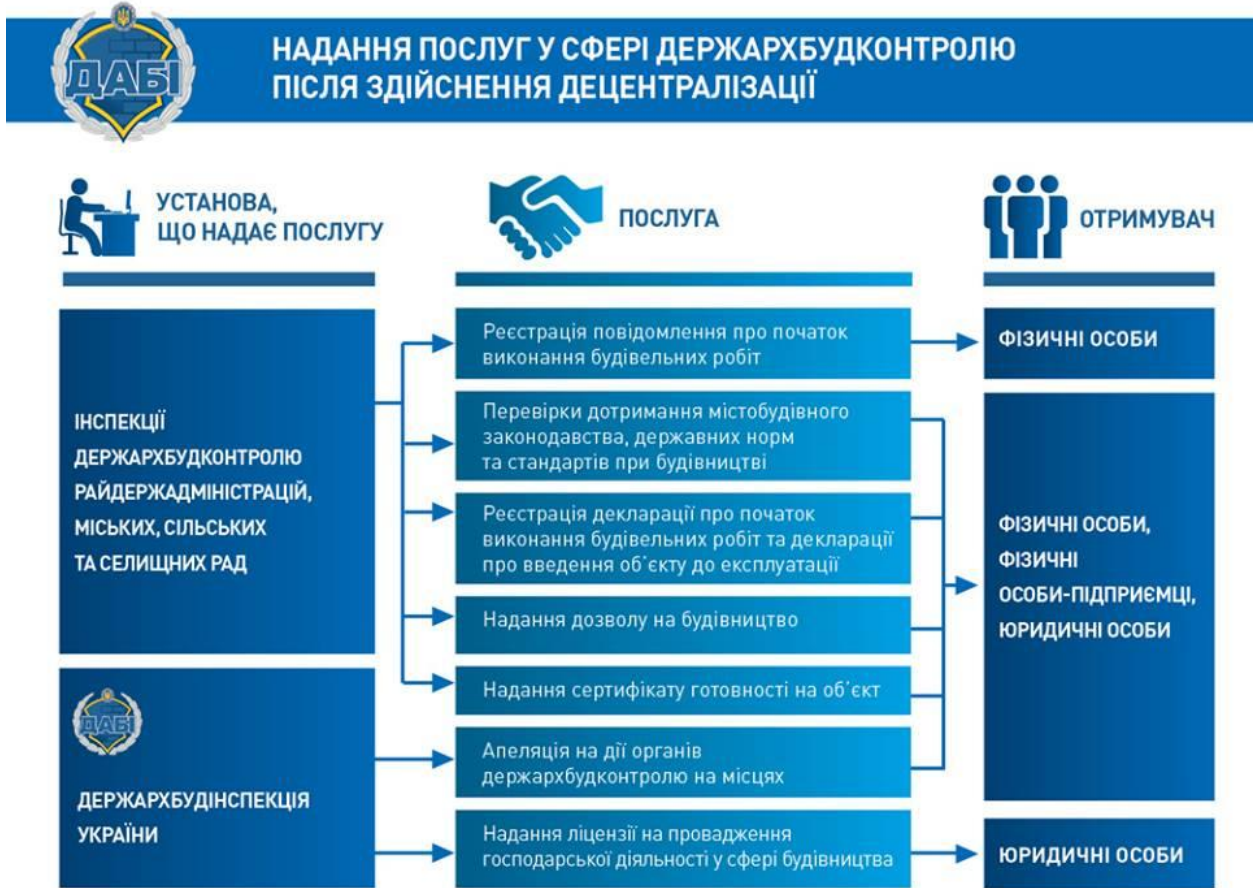 ДАБІ
НАДАННЯ ПОСЛУГ У СФЕРІ ДЕРЖАРХБУДКОНТРОЛЮ
ПІСЛЯ ЗДІЙСНЕННЯ ДЕЦЕНТРАЛІЗАЦІЇ
УСТАНОВА,
ЩО НАДАЄ ПОСЛУГУ
ПОСЛУГА
ОТРИМУВАЧ
ІНСПЕКЦІЇ
ДЕРЖАРХБУДКОНТРОЛЮ
РАЙДЕРЖАДМІНІСТРАЦІЙ,
МІСЬКИХ, СІЛЬСЬКИХ
ТА СЕЛИЩНИХ РАД
ДАБІ
ДЕРЖАРХБУДІНСПЕКЦІЯ
УКРАЇНИ
Реєстрація повідомлення про початок
виконання будівельних робіт
Перевірки дотримання містобудівного
законодавства, державних норм
та стандартів при будівництві
Реєстрація декларації про початок
виконання будівельних робіт та декларації
про введення об’єкту до експлуатації
Надання дозволу на будівництво
Надання сертифікату готовності на об’єкт
Апеляція на дії органів
держархбудконтролю на місцях
Надання ліцензії на провадження
господарської діяльності у сфері будівництва
ФІЗИЧНІ ОСОБИ
ФІЗИЧНІ ОСОБИ,
ФІЗИЧНІ
ОСОБИ-ПІДПРИЄМЦІ,
ЮРИДИЧНІ ОСОБИ
ЮРИДИЧНІ ОСОБИ